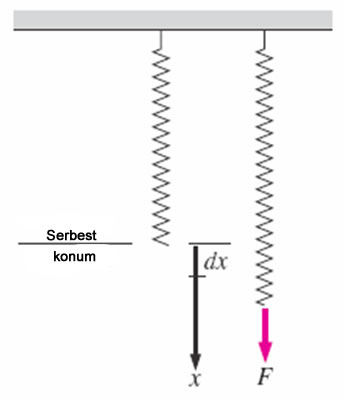 Serbest
konum
dx
x
F